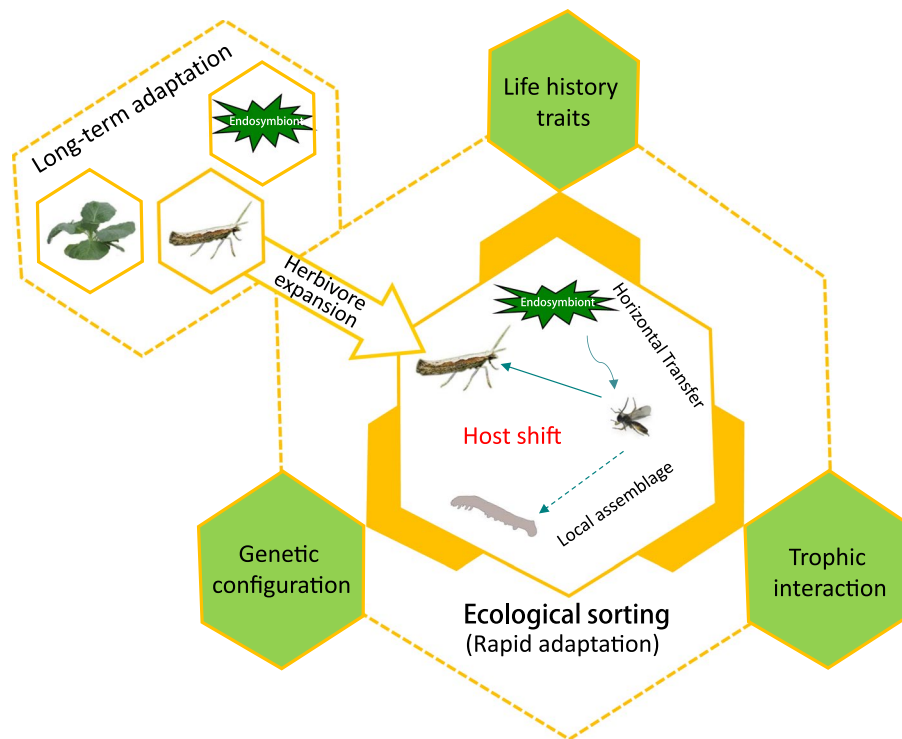 Long-term adaptation
Endosymbiont
Life history
traits
Herbivore
expansion
Endosymbiont
Horizontal Transfer
Host shift
Local assemblage
Genetic
configuration
Trophic
interaction
Ecological sorting
(Rapid adaptation)